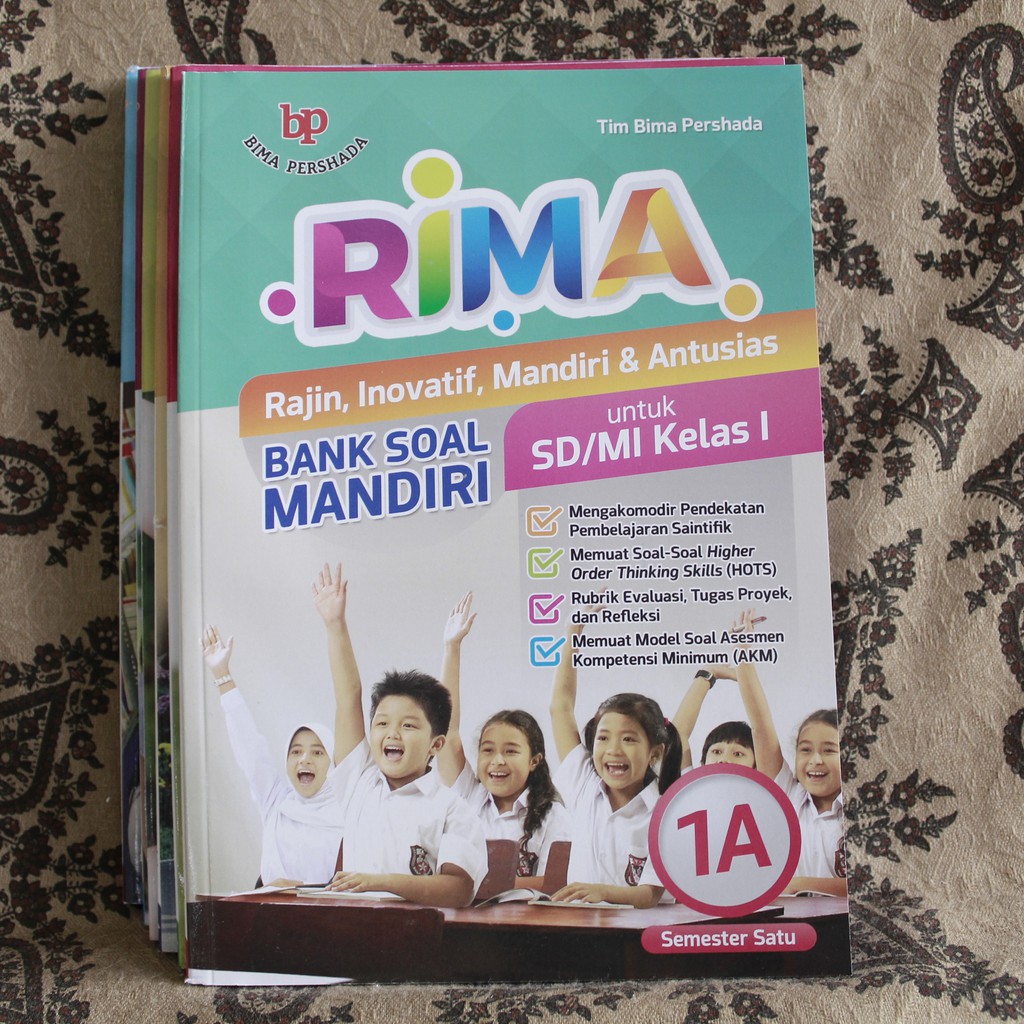 bp
BIMA PERSHADA
Tim Bima Pershada
RiMA
Rajin, Inovatif, Mandiri & Antusias
BANK SOAL
MANDIRI
untuk
SD/MI Kelas I
Mengakomodir Pendekatan
Pembelajaran Saintifik
Memuat Soal-Soal Higher
Order Thinking Skills (HOTS)
Rubrik Evaluasi, Tugas Proyek,
dan Refleksi
Memuat Model Soal Asesmen
Kompetensi Minimum (AKM)
1A
Semester Satu